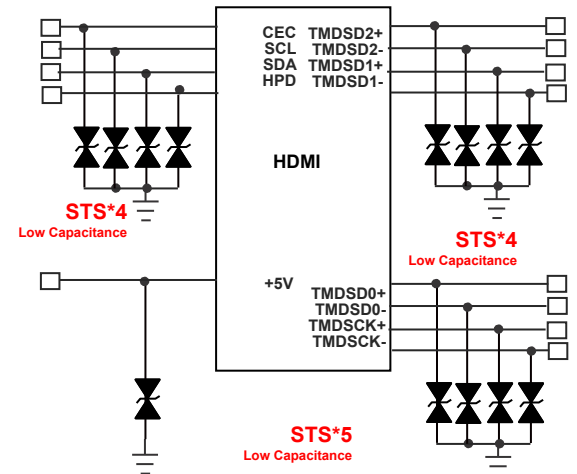 CEC TMDSD2+
SCL TMDSD2-
SDA TMDSD1+
HPD TMDSD1-
HDMI
STS*4
Low Capacitance
STS*4
Low Capacitance
+5V
TMDSD0+
TMDSD0-
TMDSCK+
TMDSCK-
STS*5
Low Capacitance